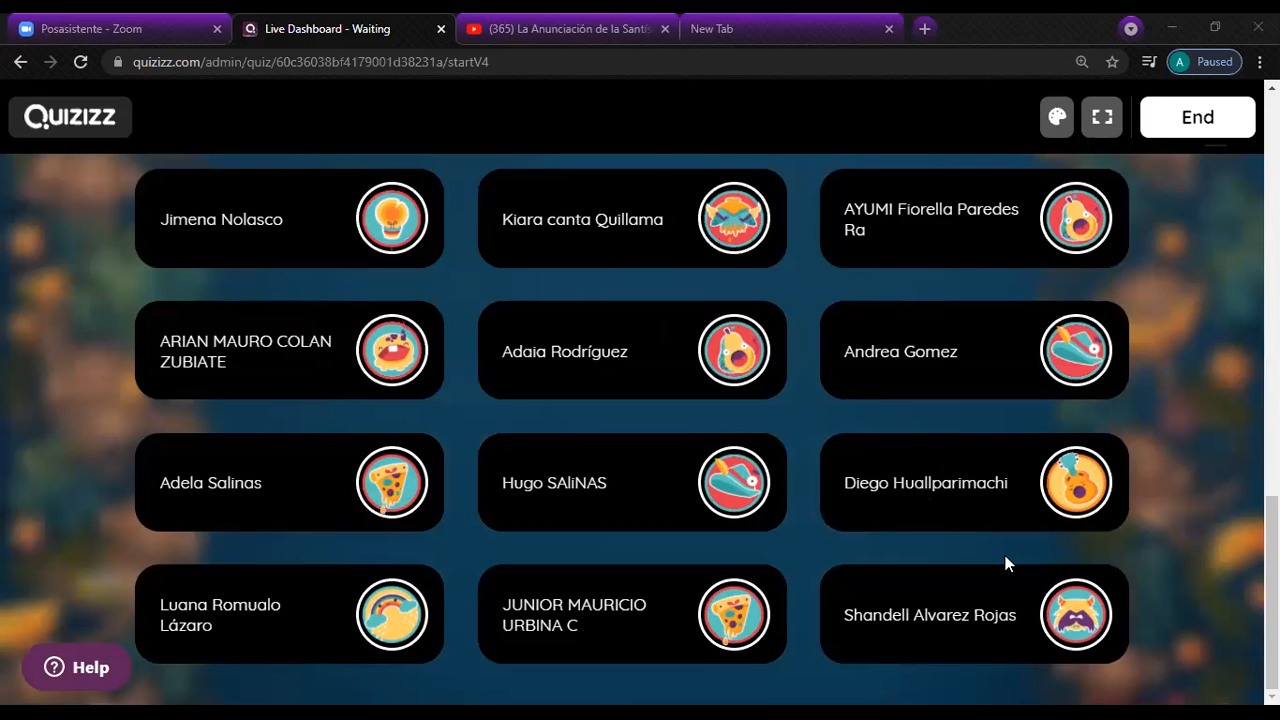 Posasistente - Zoom
Live Dashboard - Waiting
(365) La Anunciación de la Santís
New Tab
quizizz.com/admin/quiz/60c36038bf4179001d38231a/startV4
A Paused
QUIZIZZ
End
Jimena Nolasco
Kiara canta Quillama
AYUMI Fiorella Paredes
Ra
ARIAN MAURO COLAN
ZUBIATE
Adaia Rodríguez
Andrea Gomez
Adela Salinas
Hugo SAliNAS
Diego Huallparimachi
Luana Romualo
Lázaro
JUNIOR MAURICIO
URBINA C
Shandell Alvarez Rojas
? Help